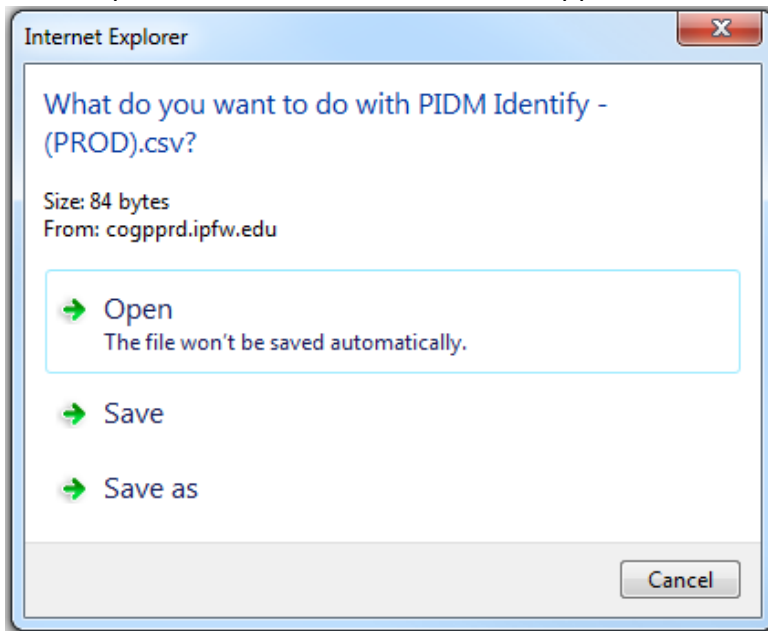 Internet Explorer
What do you want to do with PIDM Identify -
(PROD).csv?
Size: 84 bytes
From: cogpprd.ipfw.edu
Open
The file won't be saved automatically.
Save
Save as
Cancel